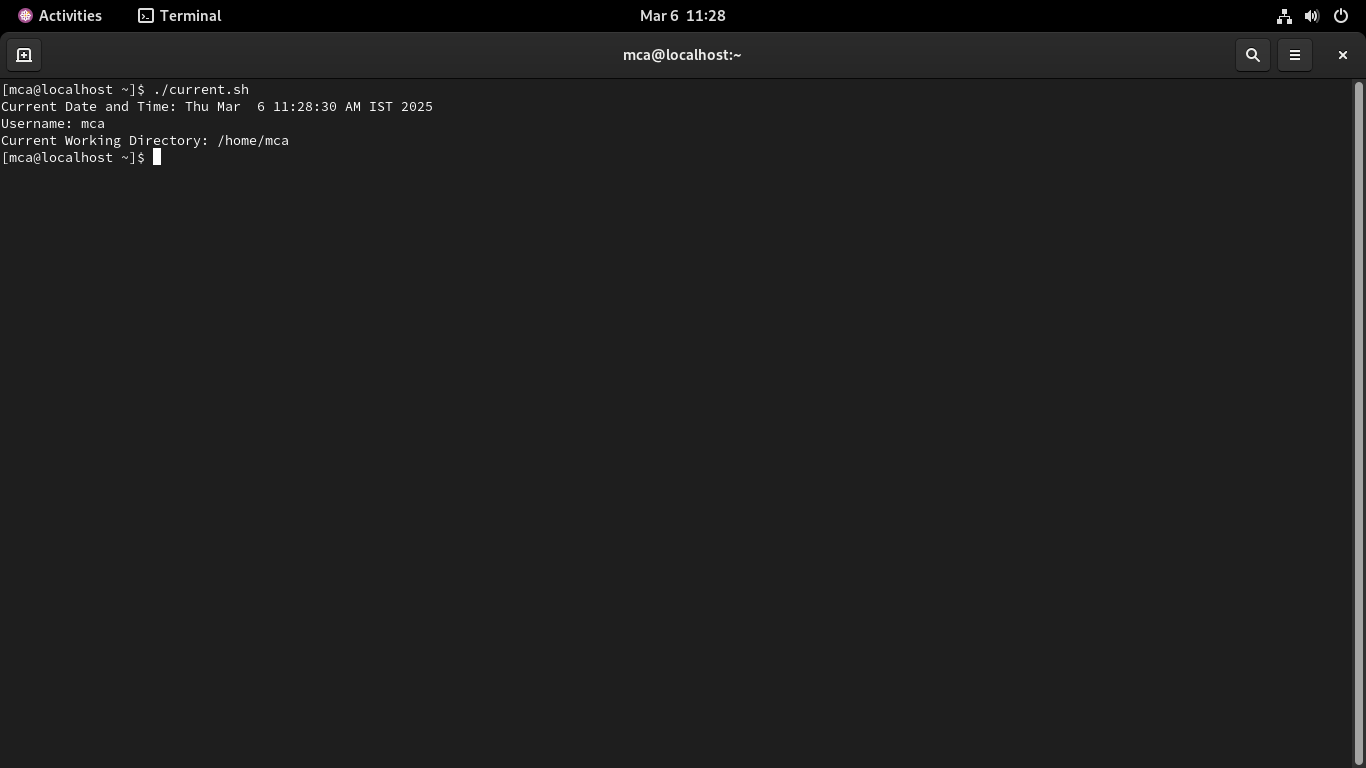 Activities Terminal Mar 6 11:28
mca@localhost:~
[mca@localhost ~]$ ./current.sh
Current Date and Time: Thu Mar  6 11:28:30 AM IST 2025
Username: mca
Current Working Directory: /home/mca
[mca@localhost ~]$